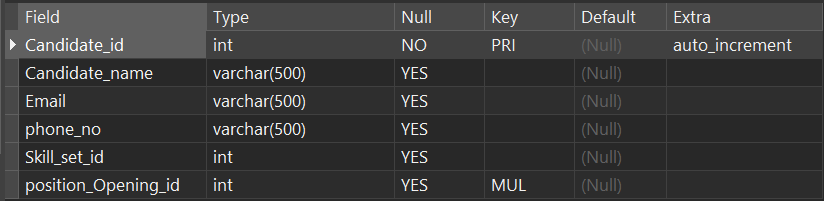 Field Type Null Key Default Extra
Candidate_id int NO PRI (Null) auto_increment
Candidate_name varchar(500) YES (Null)
Email varchar(500) YES (Null)
phone_no varchar(500) YES (Null)
Skill_set_id int YES (Null)
position_Opening_id int YES MUL (Null)